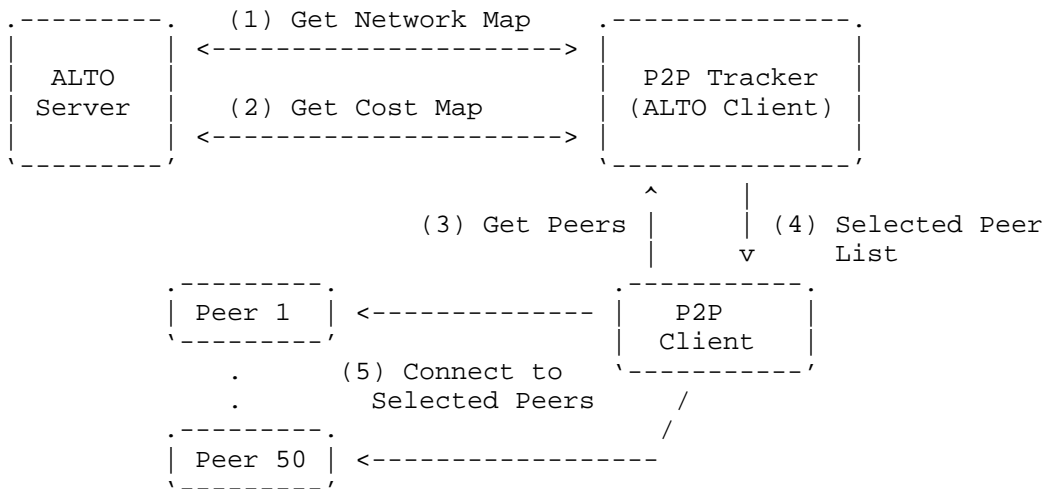 (1) Get Network Map
ALTO
Server
P2P Tracker
(ALTO Client)
(2) Get Cost Map
(3) Get Peers
(4) Selected Peer
List
Peer 1
P2P
Client
(5) Connect to
Selected Peers
.
.
Peer 50